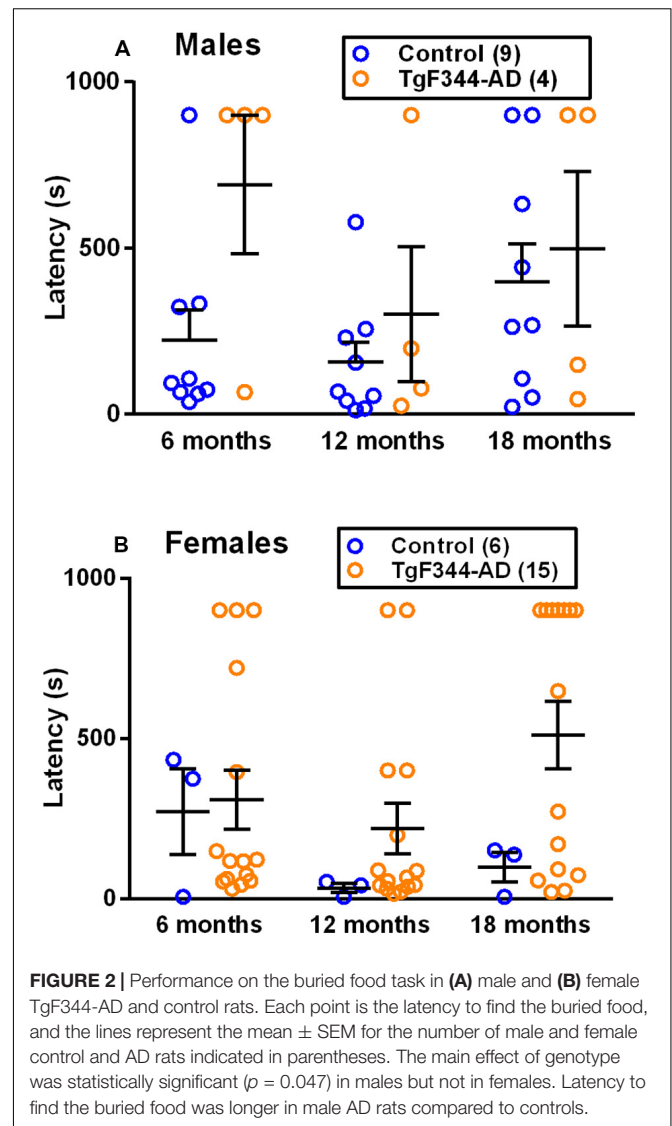 A Males
Control (9)
TgF344-AD (4)
1000
500
0
Latency (s)
6 months 12 months 18 months
B Females
Control (6)
TgF344-AD (15)
1000
500
0
Latency (s)
6 months 12 months 18 months
FIGURE 2 | Performance on the buried food task in (A) male and (B) female
TgF344-AD and control rats. Each point is the latency to find the buried food,
and the lines represent the mean ± SEM for the number of male and female
control and AD rats indicated in parentheses. The main effect of genotype
was statistically significant (p = 0.047) in males but not in females. Latency to
find the buried food was longer in male AD rats compared to controls.